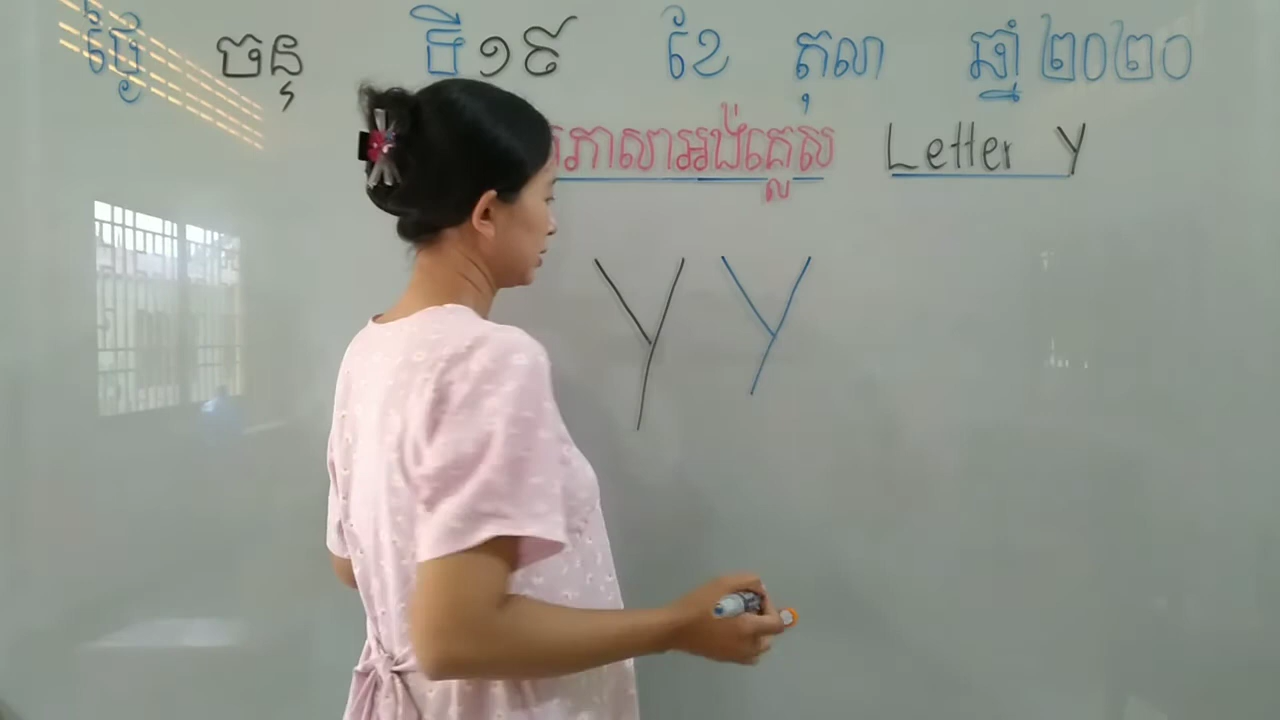 ថ្ងៃ ចន្ទ ទី ១៩ ខែ តុលា ឆ្នាំ ២០២០
ភាសាអង់គ្លេស Letter y
Y y